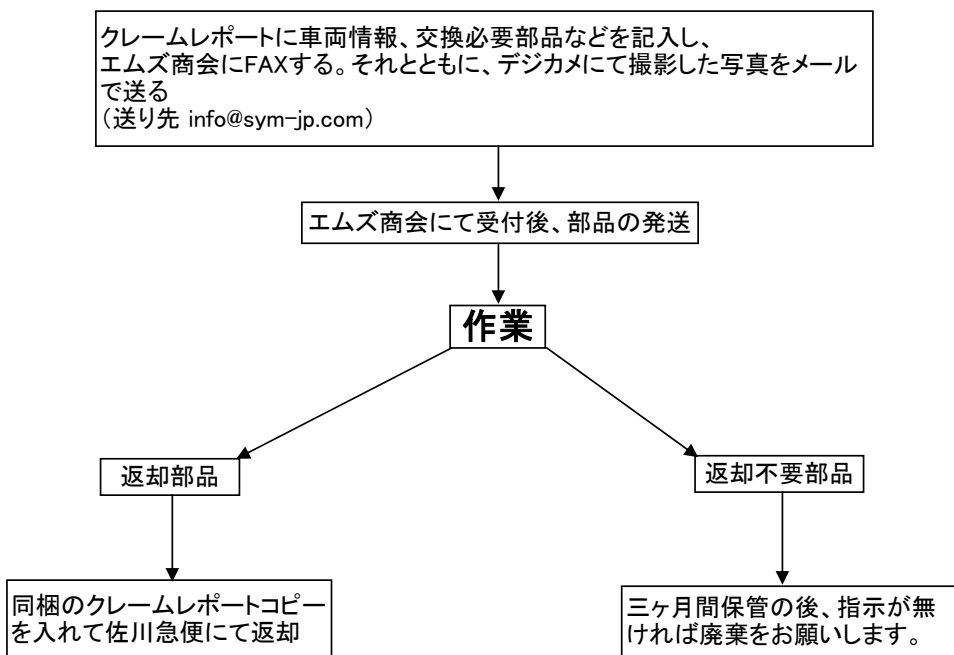 クレームレポートに車両情報、交換必要部品などを記入し、
エムズ商会にFAXする。それとともに、デジカメにて撮影した写真をメール
で送る
（送り先 info@sym-jp.com）
エムズ商会にて受付後、部品の発送
作業
返却部品
返却不要部品
同梱のクレームレポートコピー
を入れて佐川急便にて返却
三ヶ月間保管の後、指示が無
ければ廃棄をお願いします。